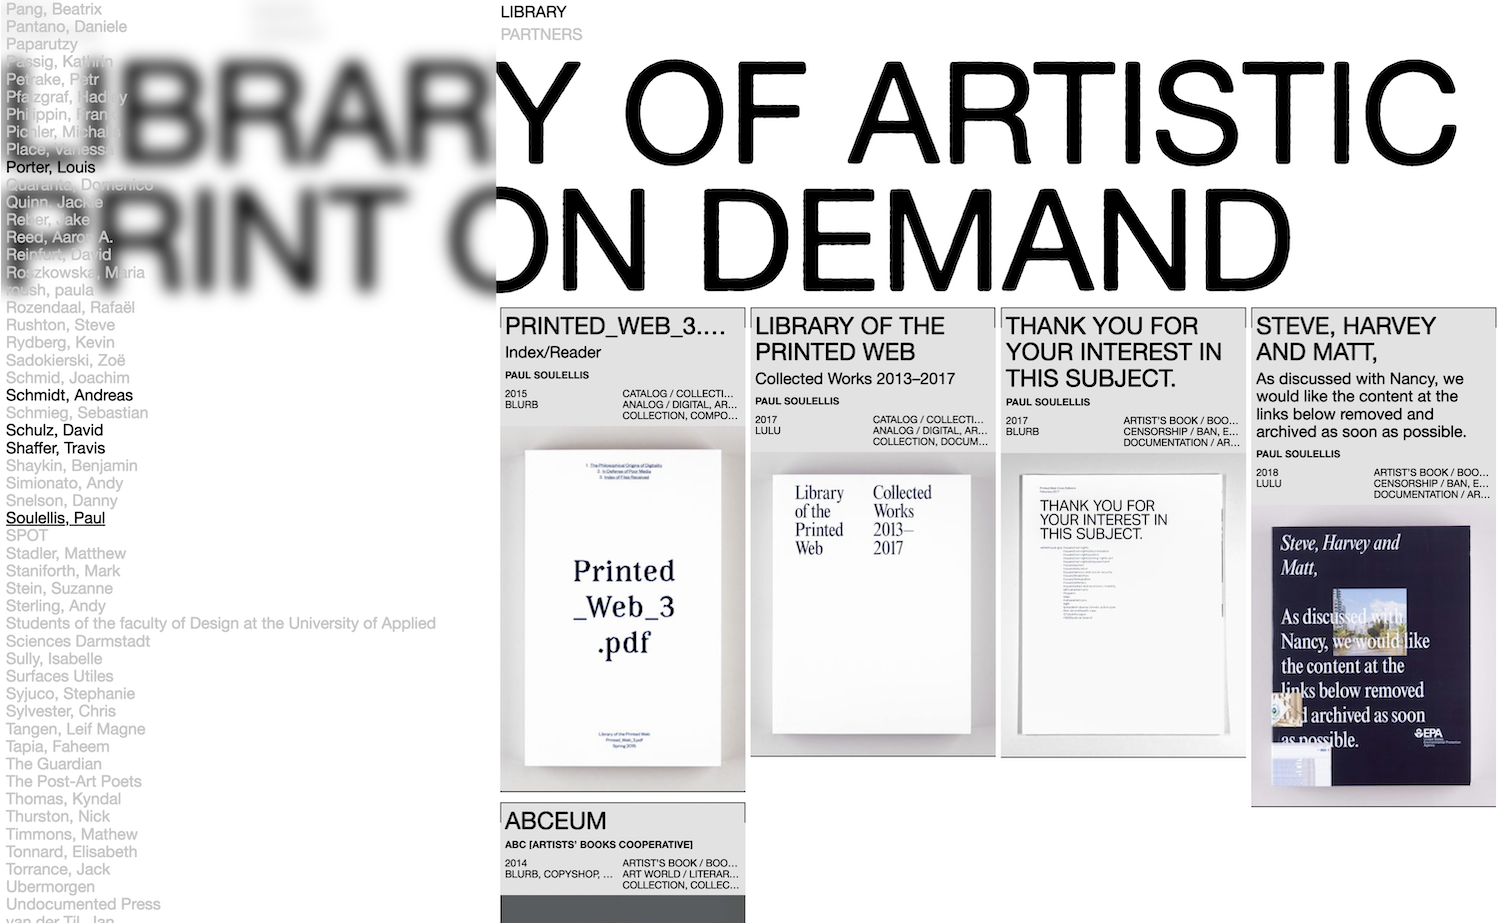 Pang, Beatrix
Pantano, Daniele
Paparutzy
Passig, Kathrin
Petrake, Petr
Pfalzgraf, Hadley
Philippin, Frank
Pichler, Michalis
Place, Vanessa
Porter, Louis
Quaranta, Domenico
Quinn, Jackie
Reber, Jake
Reed, Aaron A.
Reinfurt, David
Roszkowska, Maria
roush, paula
Rozendaal, Rafaël
Rushton, Steve
Rydberg, Kevin
Sadokierski, Zoë
Schmid, Joachim
Schmidt, Andreas
Schmieg, Sebastian
Schulz, David
Shaffer, Travis
Shaykin, Benjamin
Simionato, Andy
Snelson, Danny
Soulellis, Paul
SPOT
Stadler, Matthew
Staniforth, Mark
Stein, Suzanne
Sterling, Andy
Students of the faculty of Design at the University of Applied
Sciences Darmstadt
Sully, Isabelle
Surfaces Utiles
Syjuco, Stephanie
Sylvester, Chris
Tangen, Leif Magne
Tapia, Faheem
The Guardian
The Post-Art Poets
Thomas, Kyndal
Thurston, Nick
Timmons, Mathew
Tonnard, Elisabeth
Torrance, Jack
Ubermorgen
Undocumented Press
van der Til, Jan
LIBRARY
PARTNERS
LIBRARY OF ARTISTIC
PRINT ON DEMAND
PRINTED_WEB_3....
Index/Reader
PAUL SOULELLIS
2015
BLURB
CATALOG / COLLECTI...
ANALOG / DIGITAL, AR...
COLLECTION, COMPO...
1. The Philosophical Origins of Digitality
2. In Defense of Poor Media
3. Index of Files Received
Printed
_Web_3
.pdf
Library of the Printed Web
Printed_Web_3.pdf
Spring 2015
ABCEUM
ABC [ARTISTS' BOOKS COOPERATIVE]
2014
BLURB, COPYSHOP, ...
ARTIST'S BOOK / BOO...
ART WORLD / LITERAR...
COLLECTION, COLLEC...
LIBRARY OF THE
PRINTED WEB
Collected Works 2013–2017
PAUL SOULELLIS
2017
LULU
CATALOG / COLLECTI...
ANALOG / DIGITAL, AR...
COLLECTION, DOCUM...
Library
of the
Printed
Web
Collected
Works
2013–
2017
THANK YOU FOR
YOUR INTEREST IN
THIS SUBJECT.
PAUL SOULELLIS
2017
BLURB
ARTIST'S BOOK / BOO...
CENSORSHIP / BAN, E...
DOCUMENTATION / AR...
THANK YOU FOR
YOUR INTEREST IN
THIS SUBJECT.
STEVE, HARVEY
AND MATT,
As discussed with Nancy, we
would like the content at the
links below removed and
archived as soon as possible.
PAUL SOULELLIS
2018
LULU
ARTIST'S BOOK / BOO...
CENSORSHIP / BAN, E...
DOCUMENTATION / AR...
Steve, Harvey and
Matt,
As discussed with
Nancy, we would like
the content at the
links below removed
and archived as soon
as possible.
EPA